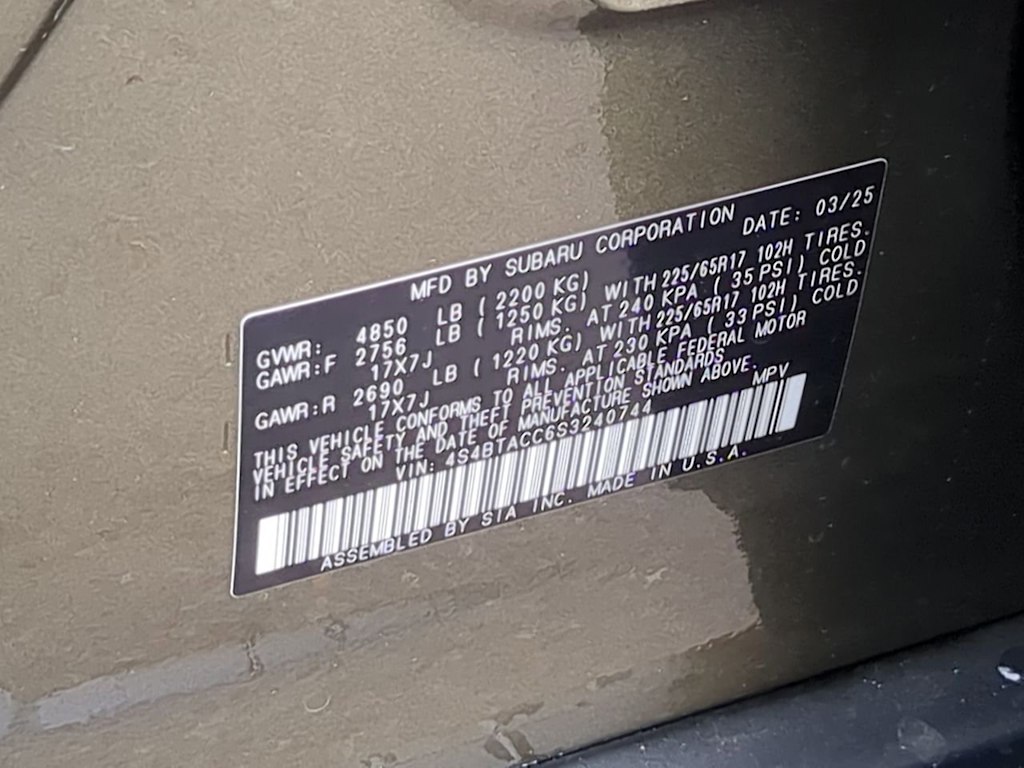 MFD BY SUBARU CORPORATION DATE: 03/25
GVWR: 4850 LB ( 2200 KG)
GAWR:F 2756 LB ( 1250 KG) WITH 225/65R17 102H TIRES.
17X7J RIMS. AT 240 KPA ( 35 PSI) COLD
GAWR:R 2690 LB ( 1220 KG) WITH 225/65R17 102H TIRES.
17X7J RIMS. AT 230 KPA ( 33 PSI) COLD
THIS VEHICLE CONFORMS TO ALL APPLICABLE FEDERAL MOTOR
VEHICLE SAFETY AND THEFT PREVENTION STANDARDS
IN EFFECT ON THE DATE OF MANUFACTURE SHOWN ABOVE.
VIN: 4S4BTACC6S3240744 MPV
ASSEMBLED BY SIA INC. MADE IN U.S.A.